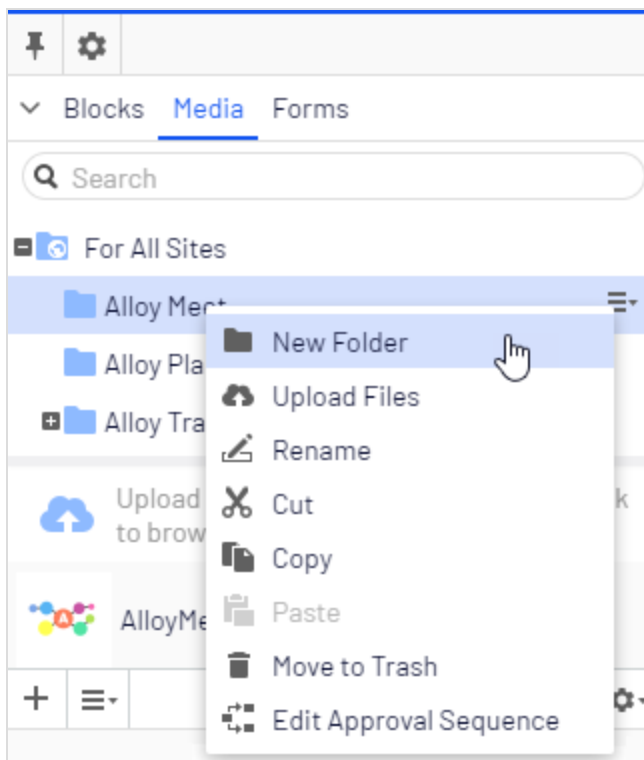 Blocks Media Forms
Search
For All Sites
Alloy Meet
New Folder
Alloy Pla
Upload Files
Alloy Tra
Rename
Upload
Cut
k
to brow
Copy
AlloyMe
Paste
Move to Trash
Edit Approval Sequence